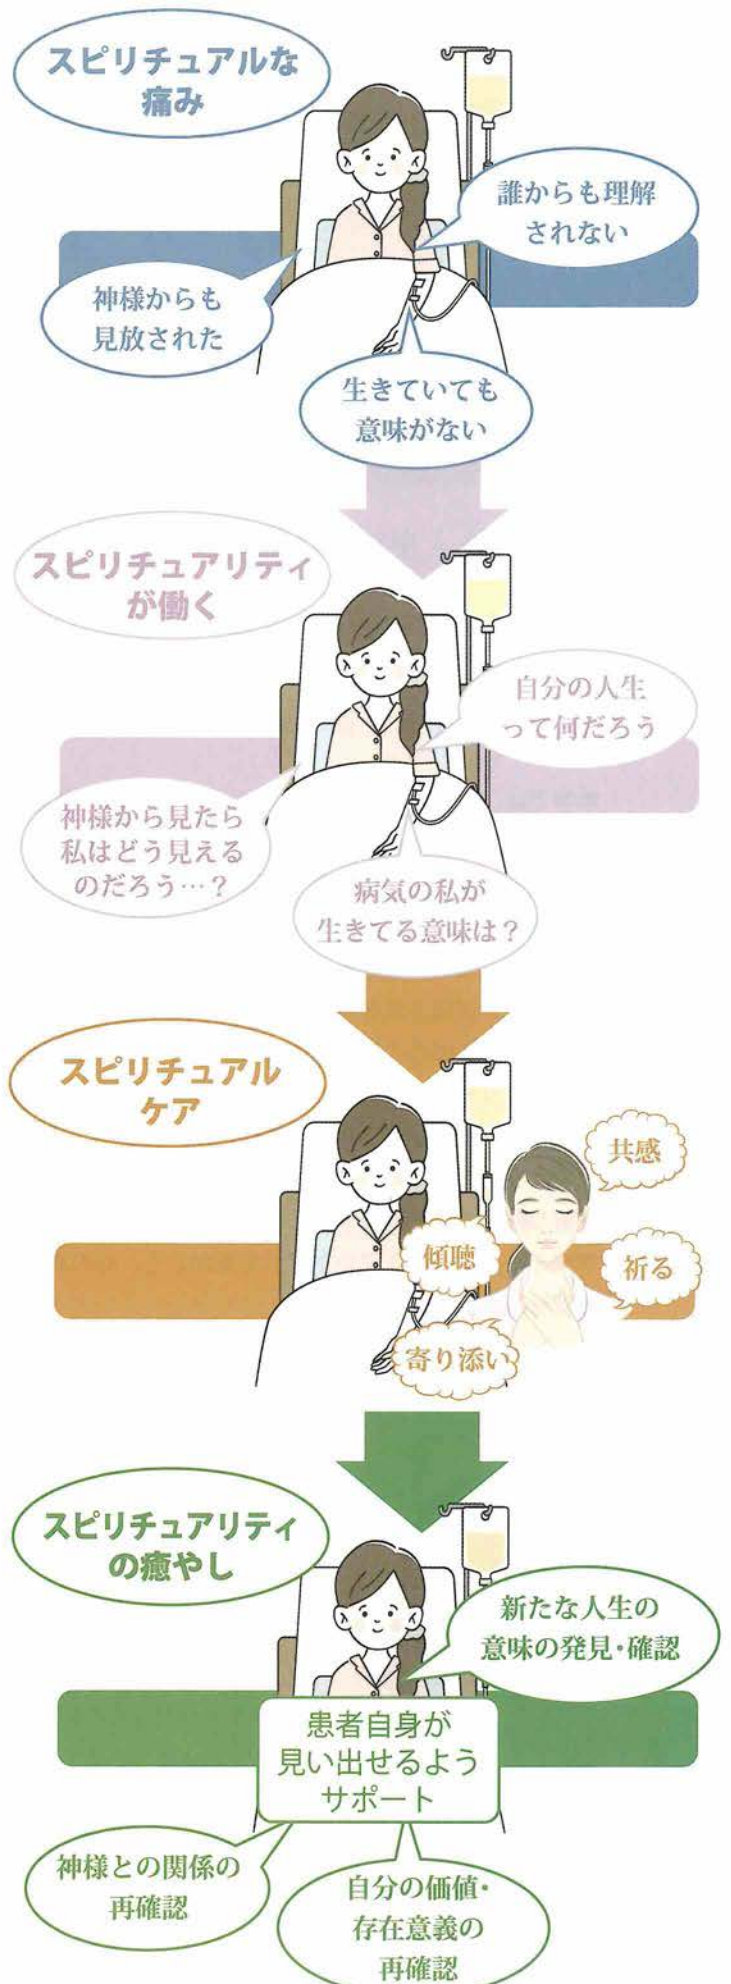 スピリチュアルな
痛み
誰からも理解
されない
神様からも
見放された
生きていても
意味がない
スピリチュアリティ
が働く
自分の人生
って何だろう
神様から見たら
私はどう見える
のだろう…？
病気の私が
生きてる意味は？
スピリチュアル
ケア
共感
傾聴
祈る
寄り添い
スピリチュアリティ
の癒やし
新たな人生の
意味の発見・確認
患者自身が
見い出せるよう
サポート
神様との関係の
再確認
自分の価値・
存在意義の
再確認